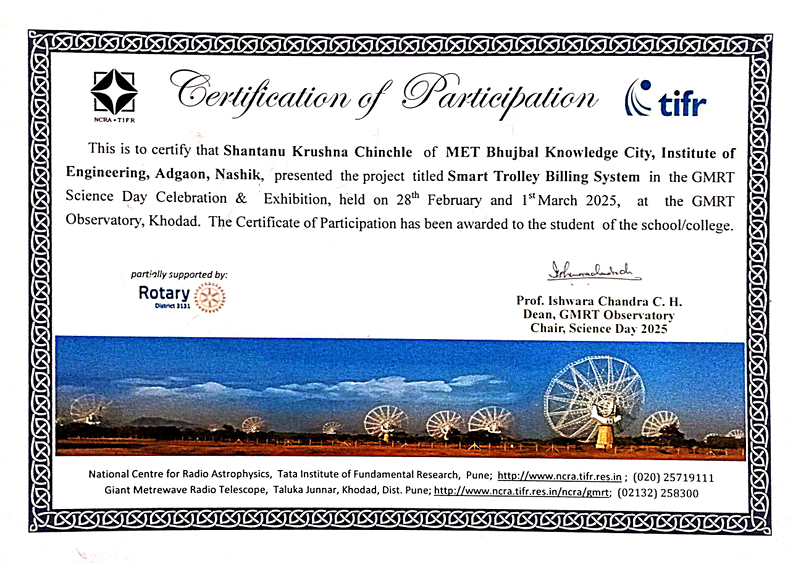 Certification of Participation
NCRA • TIFR
tifr
This is to certify that Shantanu Krushna Chinchle of MET Bhujbal Knowledge City, Institute of
Engineering, Adgaon, Nashik, presented the project titled Smart Trolley Billing System in the GMRT
Science Day Celebration & Exhibition, held on 28th February and 1st March 2025, at the GMRT
Observatory, Khodad. The Certificate of Participation has been awarded to the student of the school/college.
partially supported by:
Rotary
District 3131
Prof. Ishwara Chandra C. H.
Dean, GMRT Observatory
Chair, Science Day 2025
National Centre for Radio Astrophysics, Tata Institute of Fundamental Research, Pune; http://www.ncra.tifr.res.in ; (020) 25719111
Giant Metrewave Radio Telescope, Taluka Junnar, Khodad, Dist. Pune; http://www.ncra.tifr.res.in/ncra/gmrt; (02132) 258300